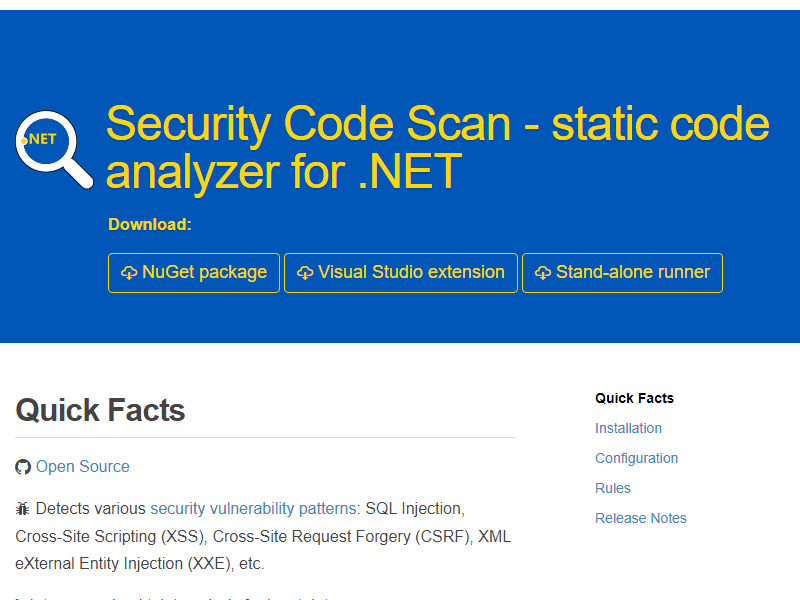 .NET
Security Code Scan - static code
analyzer for .NET
Download:
NuGet package
Visual Studio extension
Stand-alone runner
Quick Facts
Open Source
Detects various security vulnerability patterns: SQL Injection,
Cross-Site Scripting (XSS), Cross-Site Request Forgery (CSRF), XML
eXternal Entity Injection (XXE), etc.
Quick Facts
Installation
Configuration
Rules
Release Notes